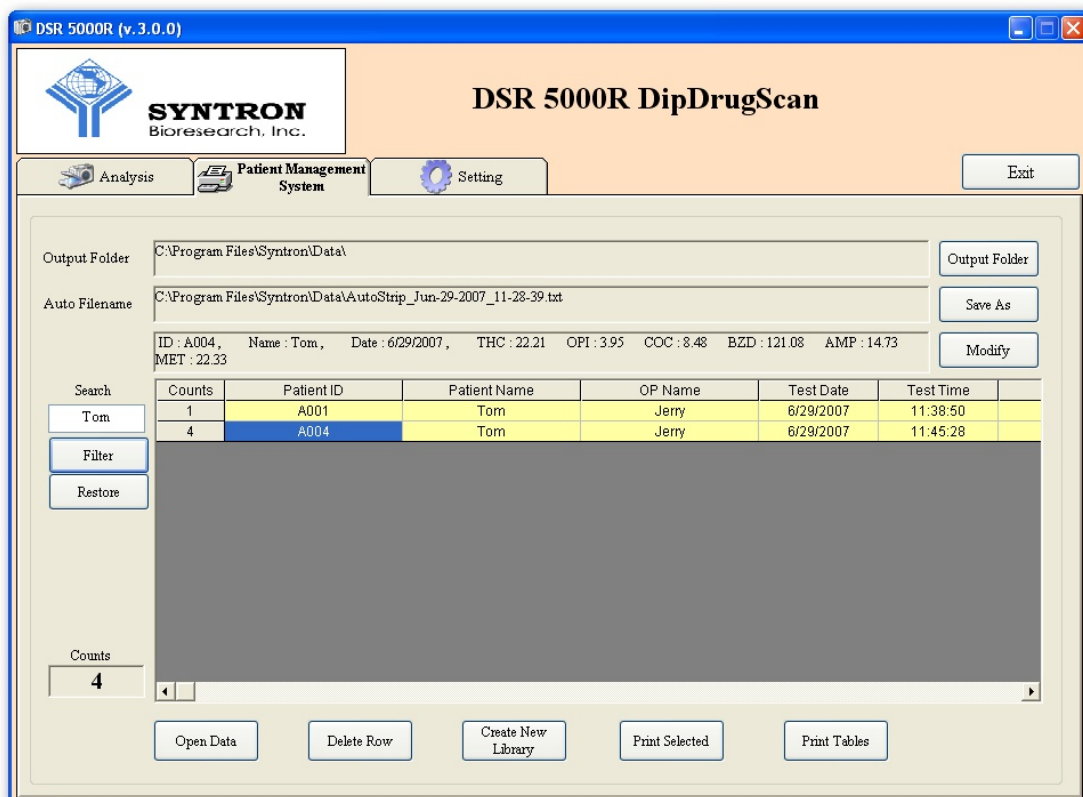 DSR 5000R (v.3.0.0)
SYNTRON
Bioresearch, Inc.
DSR 5000R DipDrugScan
Analysis
Patient Management
System
Setting
Exit
Output Folder
C:\Program Files\Syntron\Data\
Output Folder
Auto Filename
C:\Program Files\Syntron\Data\AutoStrip_Jun-29-2007_11-28-39.txt
Save As
ID : A004 , Name : Tom , Date : 6/29/2007 , THC : 22.21 OPI : 3.95 COC : 8.48 BZD : 121.08 AMP : 14.73
MET : 22.33
Modify
Search
Tom
Filter
Restore
Counts Patient ID Patient Name OP Name Test Date Test Time
1 A001 Tom Jerry 6/29/2007 11:38:50
4 A004 Tom Jerry 6/29/2007 11:45:28
Counts
4
Open Data
Delete Row
Create New
Library
Print Selected
Print Tables